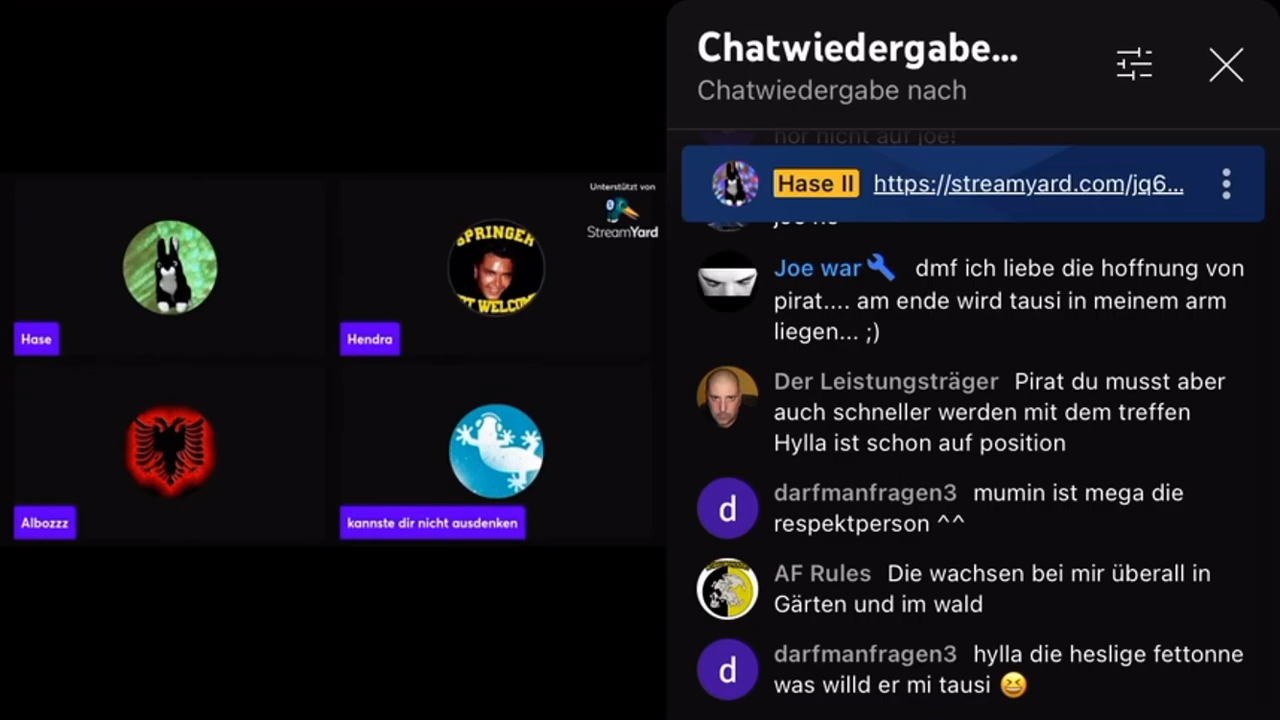 Unterstützt von
StreamYard
SPRINGER
Hase
Hendra
Albozzz
kannste dir nicht ausdenken
Chatwiedergabe...
Chatwiedergabe nach
hör nicht auf joe!
Hase II https://streamyard.com/jq6...
Joe war dmf ich liebe die hoffnung von
pirat.... am ende wird tausi in meinem arm
liegen... ;)
Der Leistungsträger Pirat du musst aber
auch schneller werden mit dem treffen
Hylla ist schon auf position
d darfmanfragen3 mumin ist mega die
respektperson ^^
AF Rules Die wachsen bei mir überall in
Gärten und im wald
d darfmanfragen3 hylla die heslige fettonne
was willd er mi tausi 😆